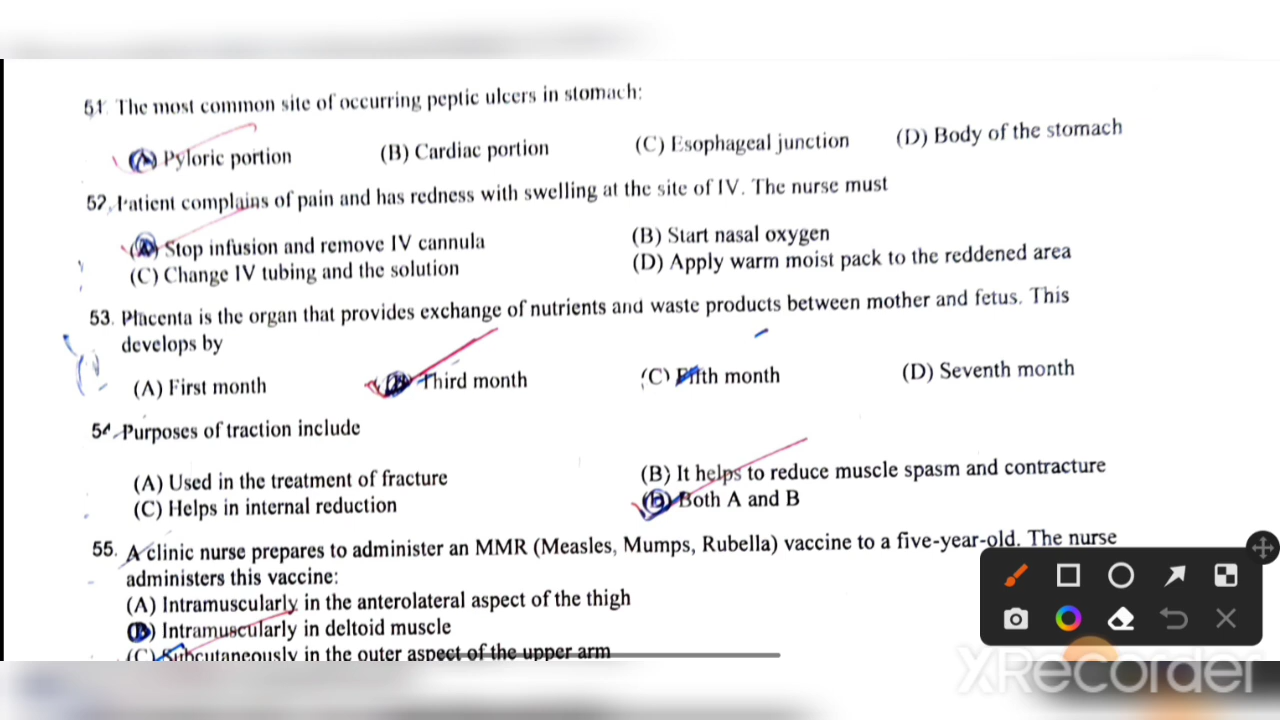 51. The most common site of occurring peptic ulcers in stomach:
(A) Pyloric portion (B) Cardiac portion (C) Esophageal junction (D) Body of the stomach
52. Patient complains of pain and has redness with swelling at the site of IV. The nurse must
(A) Stop infusion and remove IV cannula (B) Start nasal oxygen
(C) Change IV tubing and the solution (D) Apply warm moist pack to the reddened area
53. Placenta is the organ that provides exchange of nutrients and waste products between mother and fetus. This
develops by
(A) First month (B) Third month (C) Fifth month (D) Seventh month
54. Purposes of traction include
(A) Used in the treatment of fracture (B) It helps to reduce muscle spasm and contracture
(C) Helps in internal reduction (D) Both A and B
55. A clinic nurse prepares to administer an MMR (Measles, Mumps, Rubella) vaccine to a five-year-old. The nurse
administers this vaccine:
(A) Intramuscularly in the anterolateral aspect of the thigh
(B) Intramuscularly in deltoid muscle
(C) Subcutaneously in the outer aspect of the upper arm
XRecorder